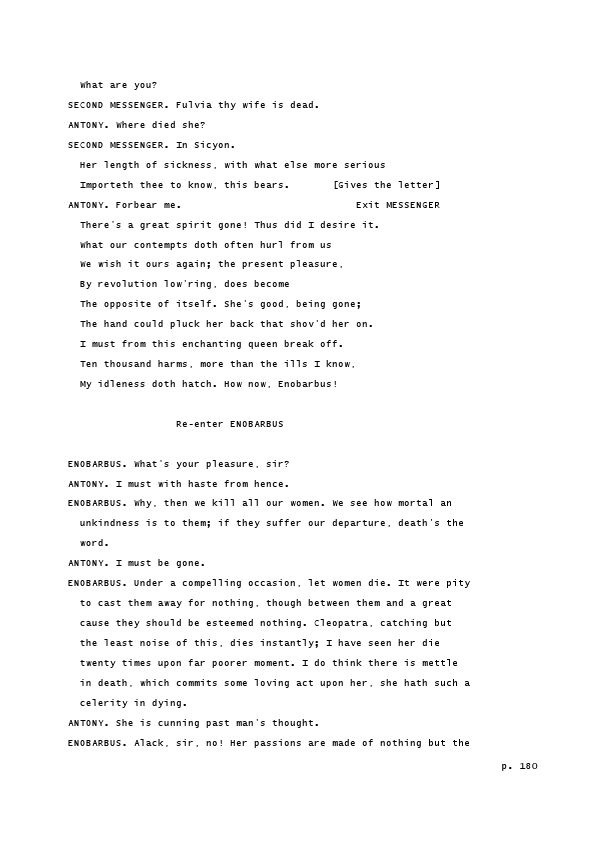 What are you?
SECOND MESSENGER. Fulvia thy wife is dead.
ANTONY. Where died she?
SECOND MESSENGER. In Sicyon.
Her length of sickness, with what else more serious
Importeth thee to know, this bears. [Gives the letter]
ANTONY. Forbear me. Exit MESSENGER
There's a great spirit gone! Thus did I desire it.
What our contempts doth often hurl from us
We wish it ours again; the present pleasure,
By revolution low'ring, does become
The opposite of itself. She's good, being gone;
The hand could pluck her back that shov'd her on.
I must from this enchanting queen break off.
Ten thousand harms, more than the ills I know,
My idleness doth hatch. How now, Enobarbus!
Re-enter ENOBARBUS
ENOBARBUS. What's your pleasure, sir?
ANTONY. I must with haste from hence.
ENOBARBUS. Why, then we kill all our women. We see how mortal an
unkindness is to them; if they suffer our departure, death's the
word.
ANTONY. I must be gone.
ENOBARBUS. Under a compelling occasion, let women die. It were pity
to cast them away for nothing, though between them and a great
cause they should be esteemed nothing. Cleopatra, catching but
the least noise of this, dies instantly; I have seen her die
twenty times upon far poorer moment. I do think there is mettle
in death, which commits some loving act upon her, she hath such a
celerity in dying.
ANTONY. She is cunning past man's thought.
ENOBARBUS. Alack, sir, no! Her passions are made of nothing but the
p. 180